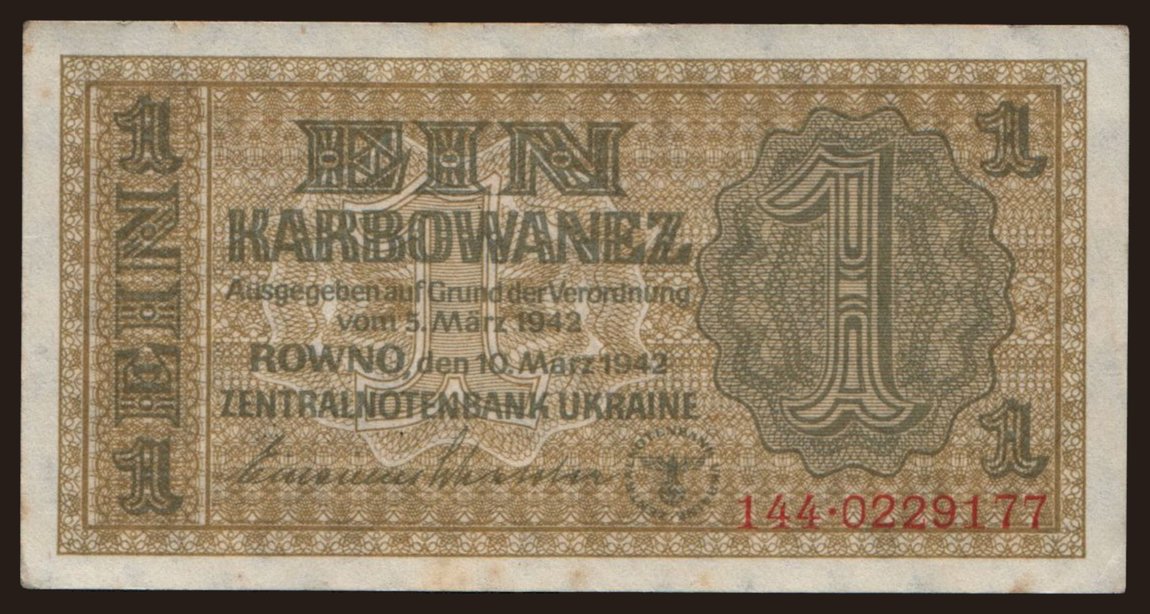 1
1
EIN
EIN
KARBOWANEZ
Ausgegeben auf Grund der Verordnung
vom 5. März 1942
ROWNO, den 10. März 1942
ZENTRALNOTENBANK UKRAINE
1
1
1
1
144·0229177